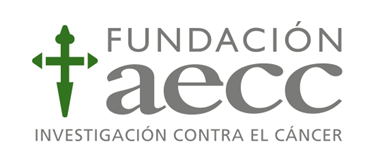 FUNDACIÓN
aecc
INVESTIGACIÓN CONTRA EL CÁNCER